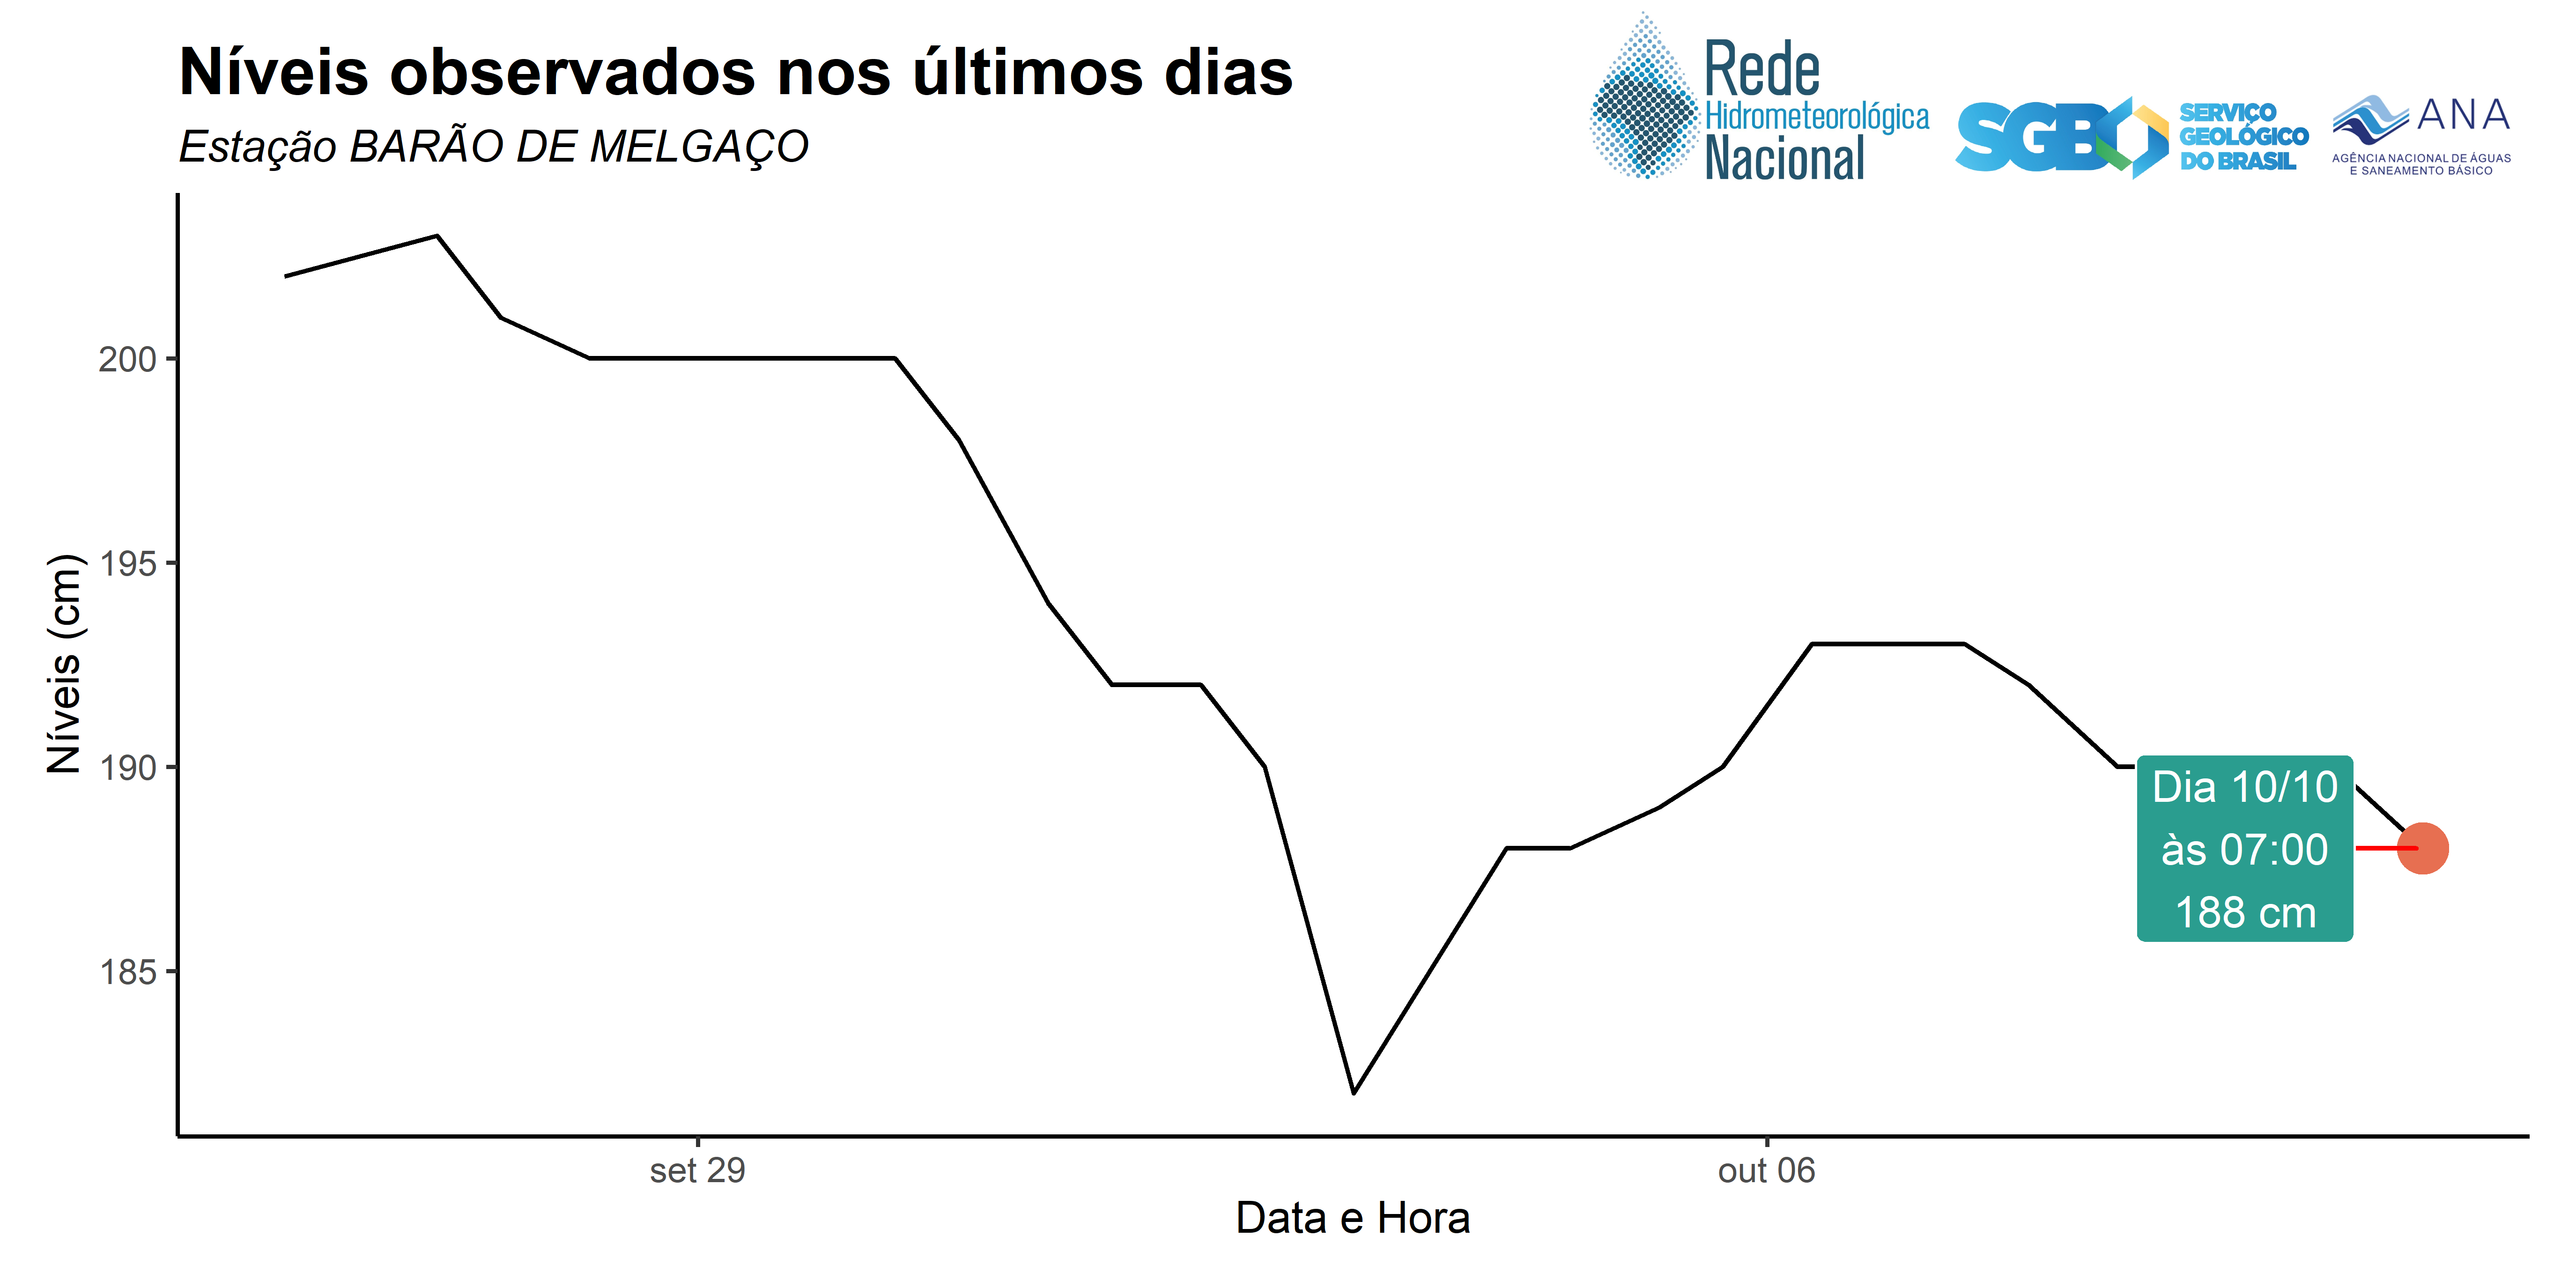 Níveis observados nos últimos dias
Estação BARÃO DE MELGAÇO
Rede
Hidrometeorológica
Nacional
SGB
SERVIÇO
GEOLÓGICO
DO BRASIL
ANA
AGÊNCIA NACIONAL DE ÁGUAS
E SANEAMENTO BÁSICO
Níveis (cm)
200
195
190
185
Dia 10/10
às 07:00
188 cm
set 29
out 06
Data e Hora